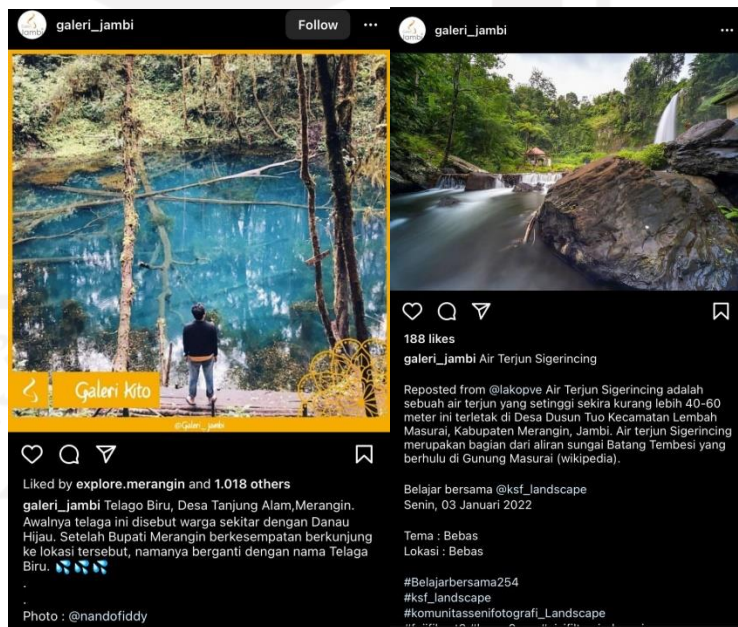 galeri_jambi
Follow
Jambi
Galeri Kito
@Galeri_jambi
Liked by explore.merangin and 1.018 others
galeri_jambi Telago Biru, Desa Tanjung Alam,Merangin.
Awalnya telaga ini disebut warga sekitar dengan Danau
Hijau. Setelah Bupati Merangin berkesempatan berkunjung
ke lokasi tersebut, namanya berganti dengan nama Telaga
Biru. 💦💦💦
.
.
Photo : @nandofiddy
galeri_jambi
Jambi
188 likes
galeri_jambi Air Terjun Sigerincing
Reposted from @lakopve Air Terjun Sigerincing adalah
sebuah air terjun yang setinggi sekira kurang lebih 40-60
meter ini terletak di Desa Dusun Tuo Kecamatan Lembah
Masurai, Kabupaten Merangin, Jambi. Air terjun Sigerincing
merupakan bagian dari aliran sungai Batang Tembesi yang
berhulu di Gunung Masurai (wikipedia).
Belajar bersama @ksf_landscape
Senin, 03 Januari 2022
Tema : Bebas
Lokasi : Bebas
#Belajarbersama254
#ksf_landscape
#komunitassenifotografi_Landscape